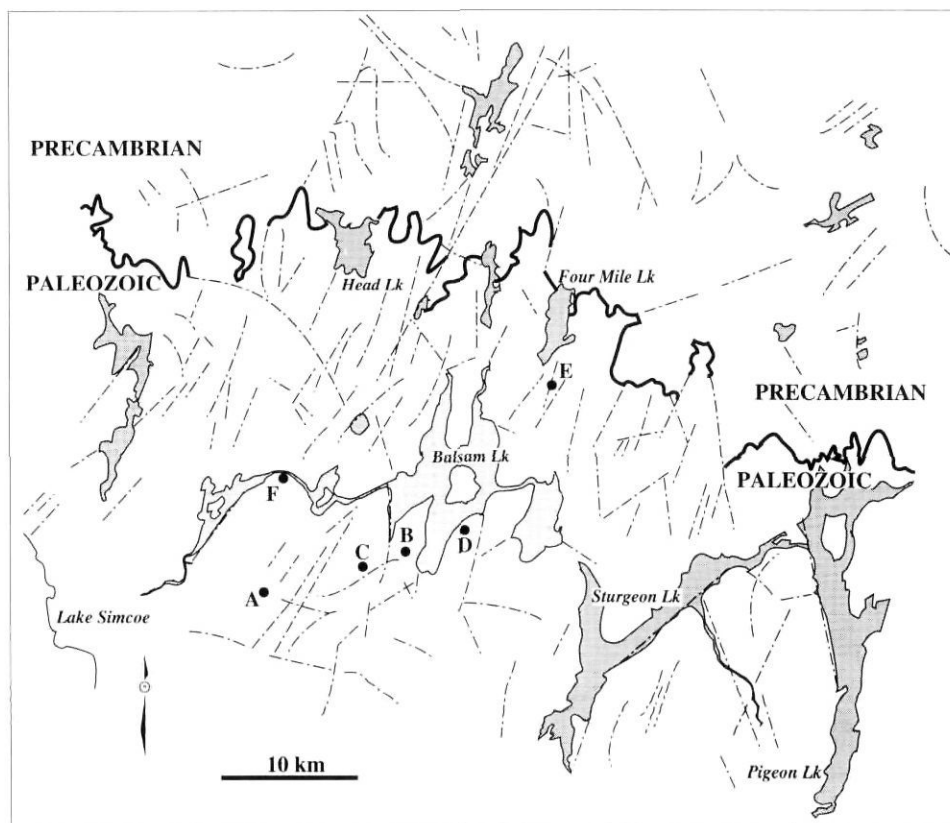 PRECAMBRIAN
PALEOZOIC
Head Lk
Four Mile Lk
E
PRECAMBRIAN
Balsam Lk
PALEOZOIC
F
B
D
C
A
Sturgeon Lk
Lake Simcoe
10 km
Pigeon Lk